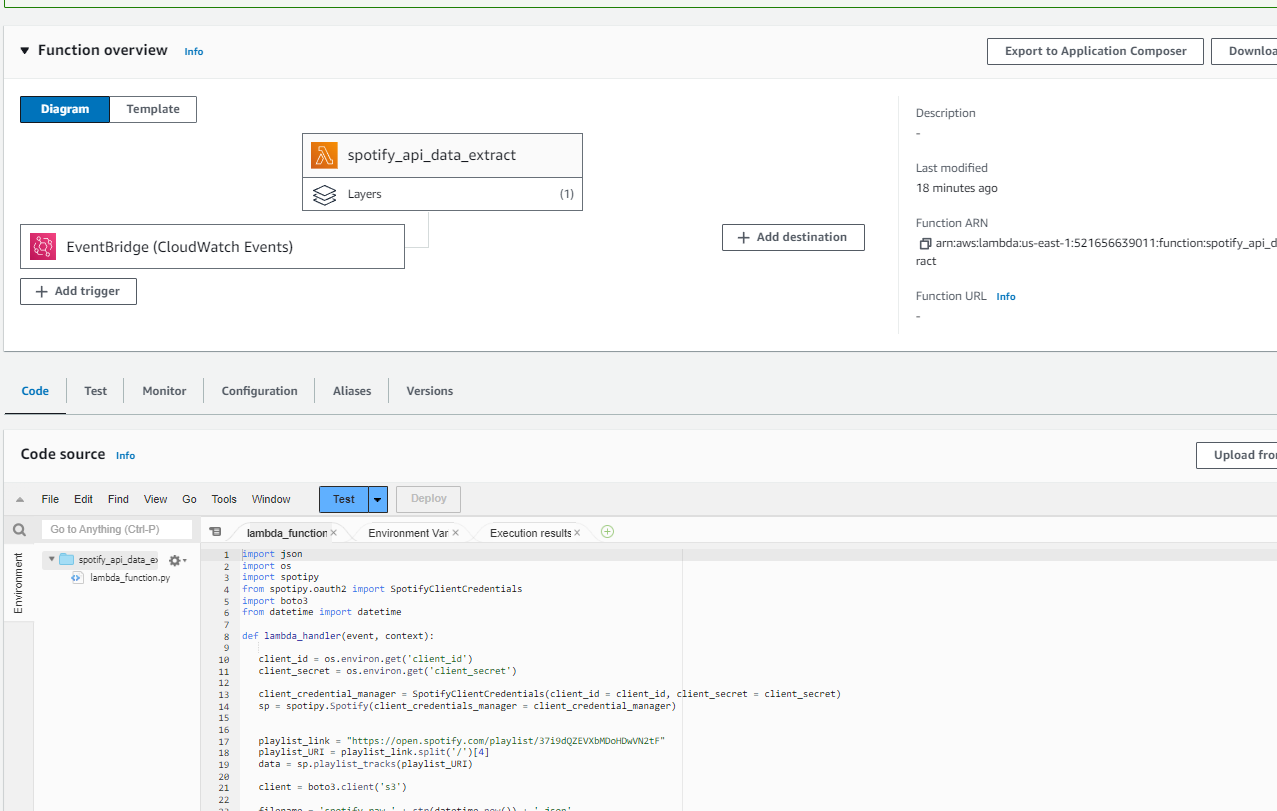 Function overview Info
Export to Application Composer
Diagram
Template
spotify_api_data_extract
Layers (1)
EventBridge (CloudWatch Events)
Add trigger
Add destination
Description
-
Last modified
18 minutes ago
Function ARN
arn:aws:lambda:us-east-1:521656639011:function:spotify_api_d
ract
Function URL Info
-
Code
Test
Monitor
Configuration
Aliases
Versions
Code source Info
File Edit Find View Go Tools Window Test Deploy
Go to Anything (Ctrl-P)
lambda_function
Environment Var
Execution results
Environment
spotify_api_data_ex
lambda_function.py
1 import json
2 import os
3 import spotipy
4 from spotipy.oauth2 import SpotifyClientCredentials
5 import boto3
6 from datetime import datetime
7
8 def lambda_handler(event, context):
9
10 client_id = os.environ.get('client_id')
11 client_secret = os.environ.get('client_secret')
12
13 client_credential_manager = SpotifyClientCredentials(client_id = client_id, client_secret = client_secret)
14 sp = spotipy.Spotify(client_credentials_manager = client_credential_manager)
15
16
17 playlist_link = "https://open.spotify.com/playlist/37i9dQZEVXbMDoHDwVN2tF"
18 playlist_URI = playlist_link.split('/')[4]
19 data = sp.playlist_tracks(playlist_URI)
20
21 client = boto3.client('s3')
22